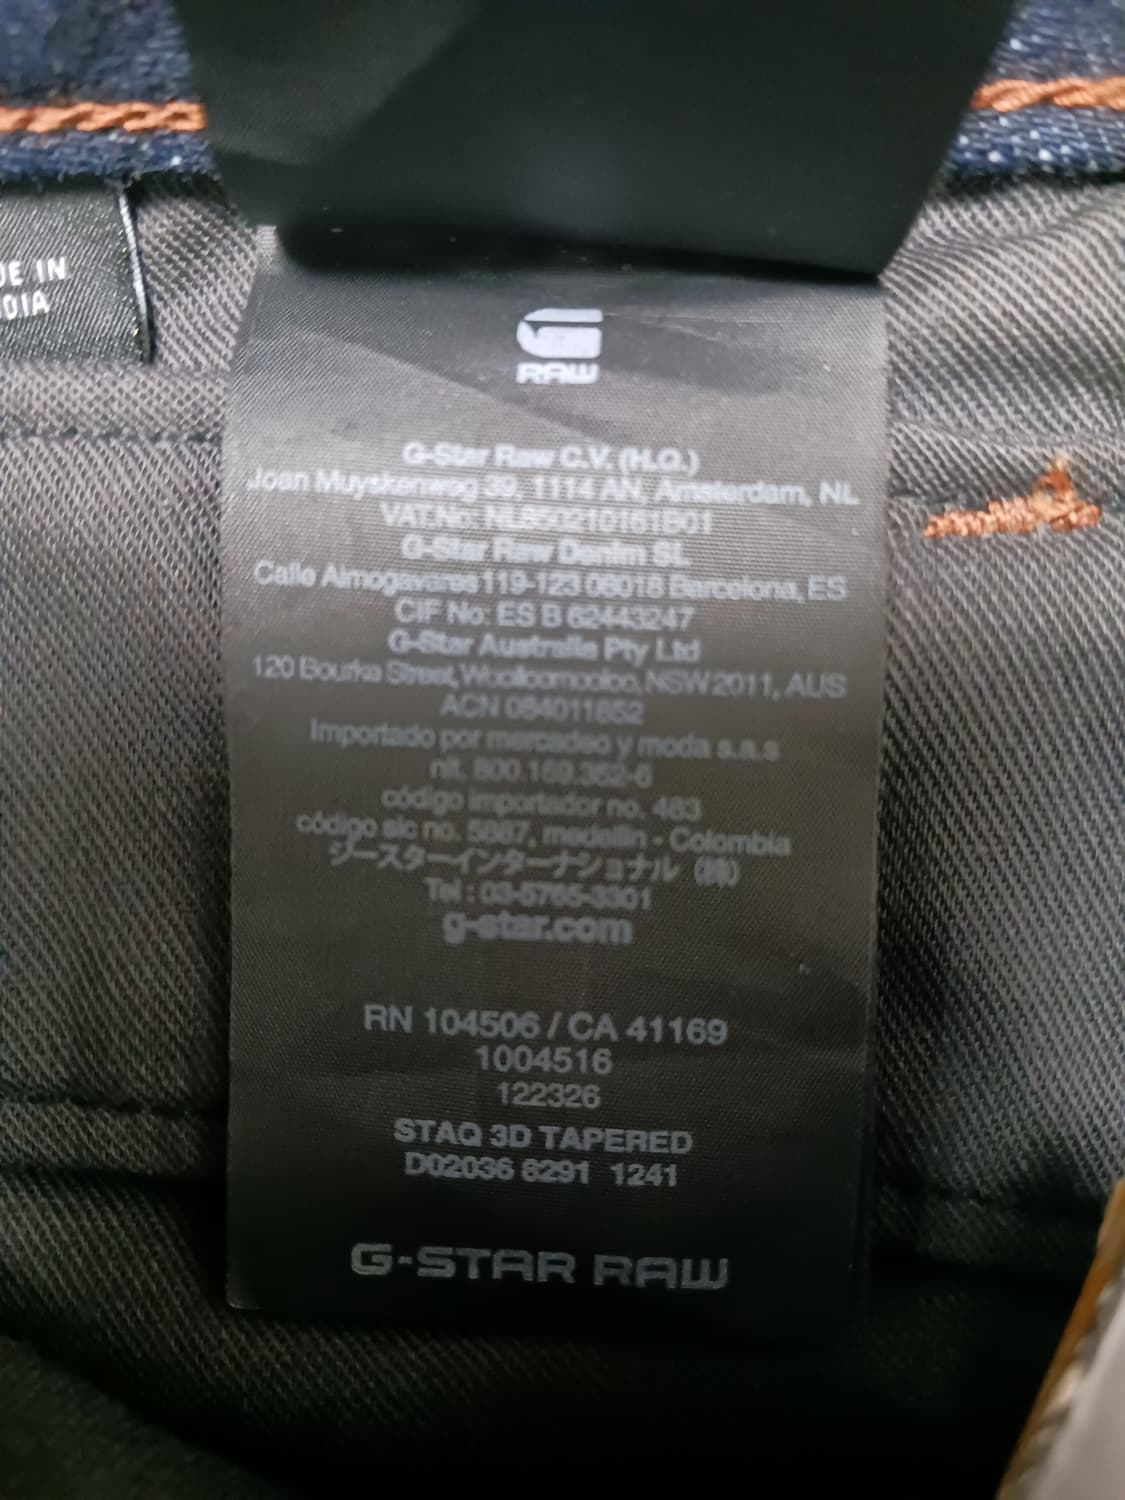 DE IN
DIA
RAW
G-Star Raw C.V. (H.Q.)
Joan Muyskenweg 39, 1114 AN, Amsterdam, NL
VAT.No: NL850210161B01
G-Star Raw Denim SL
Calle Almogavares 119-123 08018 Barcelona, ES
CIF No: ES B 62443247
G-Star Australia Pty Ltd
120 Bourke Street, Woolloomooloo, NSW2011, AUS
ACN 084011652
Importado por mercadeo y moda s.a.s
nit. 800.169.362-6
código importador no. 483
código sic no. 5887, medellin - Colombia
ジースターインターナショナル (株)
Tel : 03-5765-3301
g-star.com
RN 104506 / CA 41169
1004516
122326
STAQ 3D TAPERED
D02036 8291 1241
G-STAR RAW